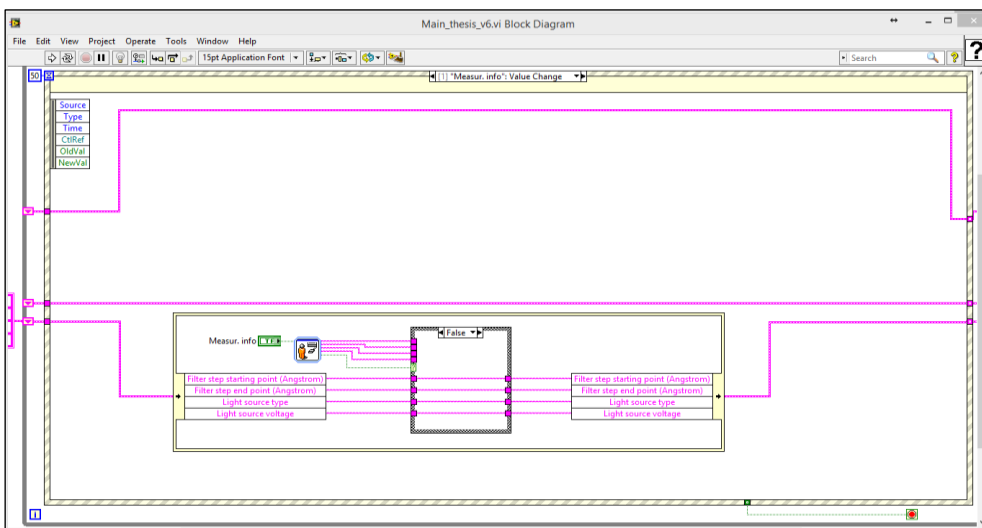 Main_thesis_v6.vi Block Diagram
File Edit View Project Operate Tools Window Help
15pt Application Font
Search
?
?
50
[1] "Measur. info": Value Change
Source
Type
Time
CtlRef
OldVal
NewVal
False
Measur. info
TF
Filter step starting point (Angstrom)
Filter step starting point (Angstrom)
Filter step end point (Angstrom)
Filter step end point (Angstrom)
Light source type
Light source type
Light source voltage
Light source voltage
i